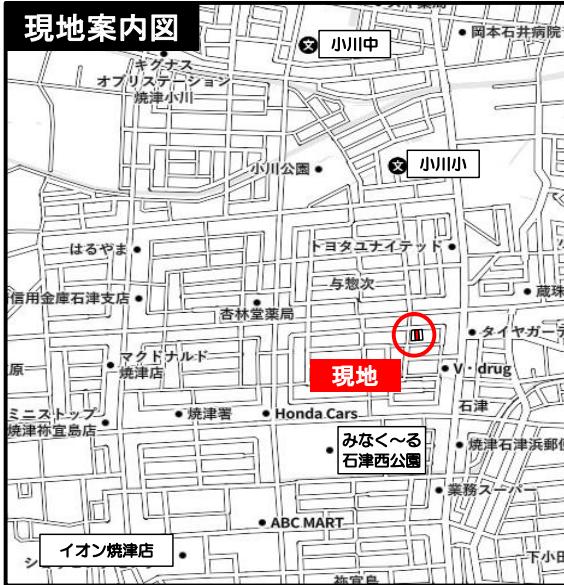 現地案内図
岡本石井病院
小川中
キグナス
オブリステーション
焼津小川
小川公園
小川小
はるやま
トヨタユナイテッド
与惣次
信用金庫石津支店
杏林堂薬局
蔵珠
タイヤガーデ
マクドナルド
焼津店
原
現地
V・drug
石津
ミニストップ
焼津祢宜島店
焼津署
Honda Cars
みなく~る
石津西公園
焼津石津浜郵便
業務スーパー
ABC MART
イオン焼津店
下小田
祢宜島